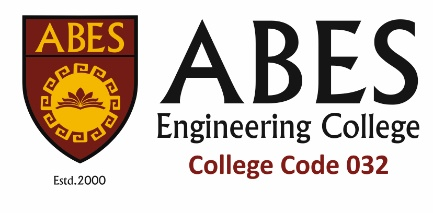 ABES
Estd.2000
ABES
Engineering College
College Code 032